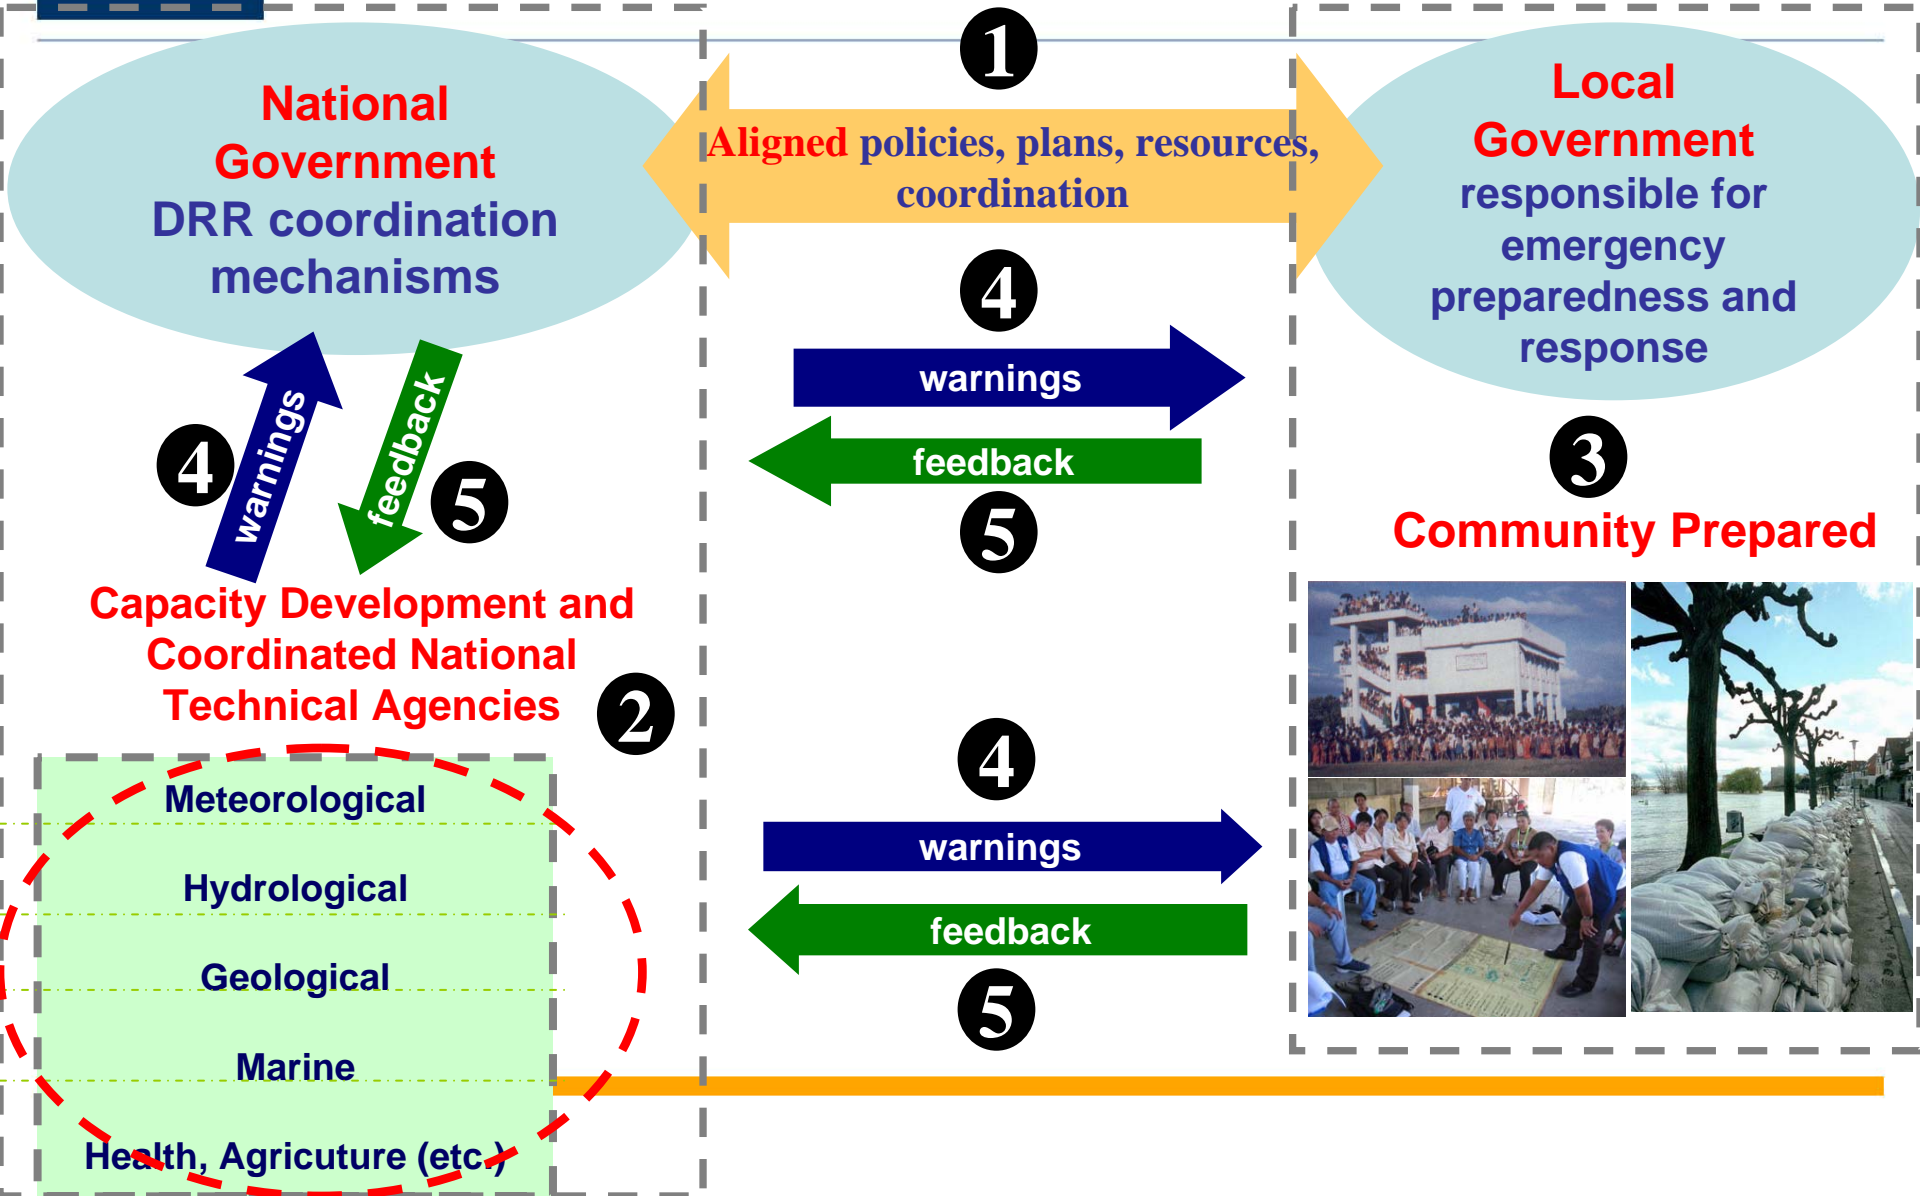 National
Government
DRR coordination
mechanisms
1
Aligned policies, plans, resources,
coordination
Local
Government
responsible for
emergency
preparedness and
response
4
warnings
feedback
5
4
warnings
feedback
5
3
Community Prepared
Capacity Development and
Coordinated National
Technical Agencies
2
Meteorological
Hydrological
Geological
Marine
Health, Agricuture (etc.)
4
warnings
feedback
5